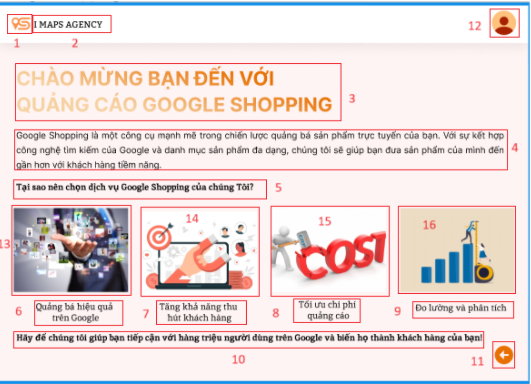 I MAPS AGENCY
12
1
2
CHÀO MỪNG BẠN ĐẾN VỚI
QUẢNG CÁO GOOGLE SHOPPING
3
Google Shopping là một công cụ mạnh mẽ trong chiến lược quảng bá sản phẩm trực tuyến của bạn. Với sự kết hợp
công nghệ tìm kiếm của Google và danh mục sản phẩm đa dạng, chúng tôi sẽ giúp bạn đưa sản phẩm của mình đến
gần hơn với khách hàng tiềm năng.
4
Tại sao nên chọn dịch vụ Google Shopping của chúng Tôi?
5
13
14
15
COST
16
6
Quảng bá hiệu quả
trên Google
7
Tăng khả năng thu
hút khách hàng
8
Tối ưu chi phí
quảng cáo
9
Đo lường và phân tích
Hãy để chúng tôi giúp bạn tiếp cận với hàng triệu người dùng trên Google và biến họ thành khách hàng của bạn!
10
11